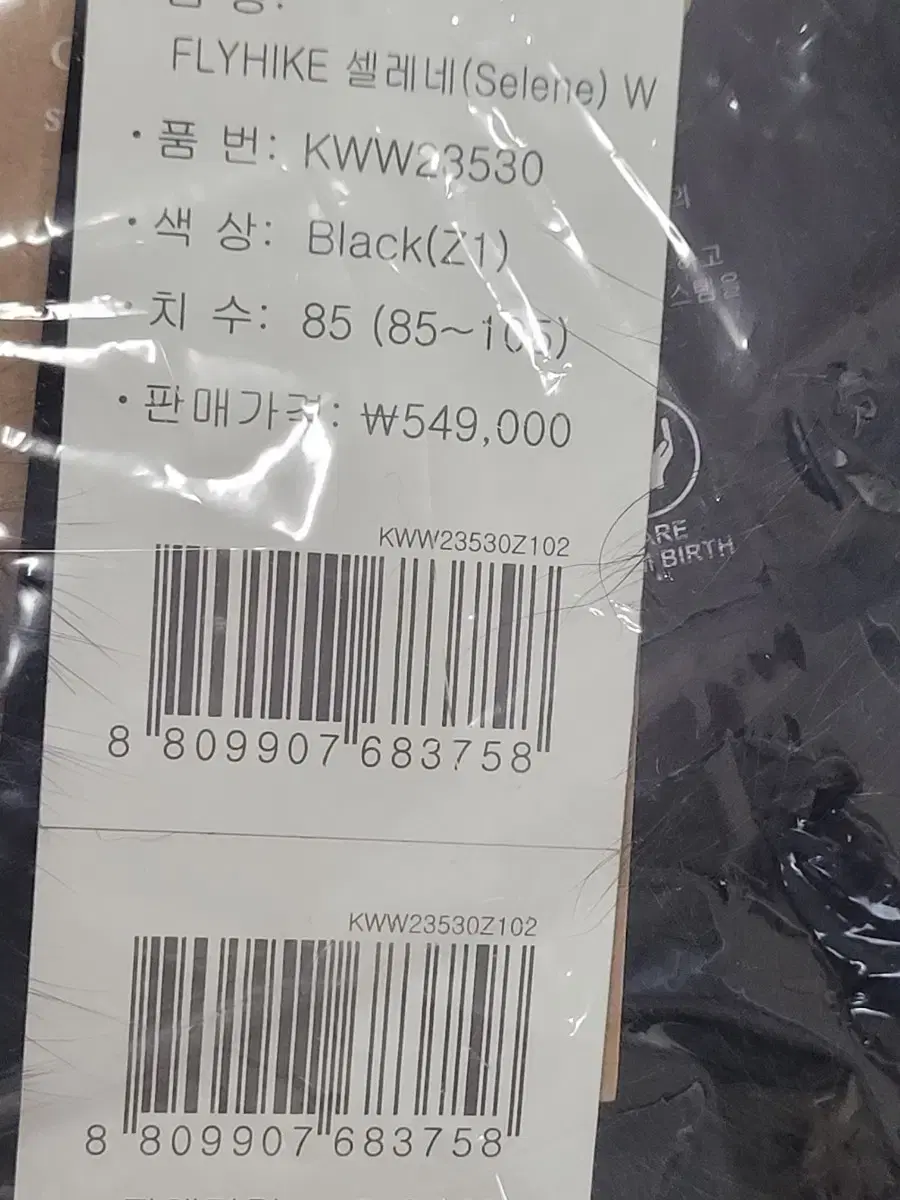 FLYHIKE 셀레네(Selene) W
· 품 번: KWW23530
· 색 상: Black(Z1)
· 치 수: 85 (85~105)
· 판매가격: ₩549,000
KWW23530Z102
8 809907 683758
KWW23530Z102
8 809907 683758
BIRTH